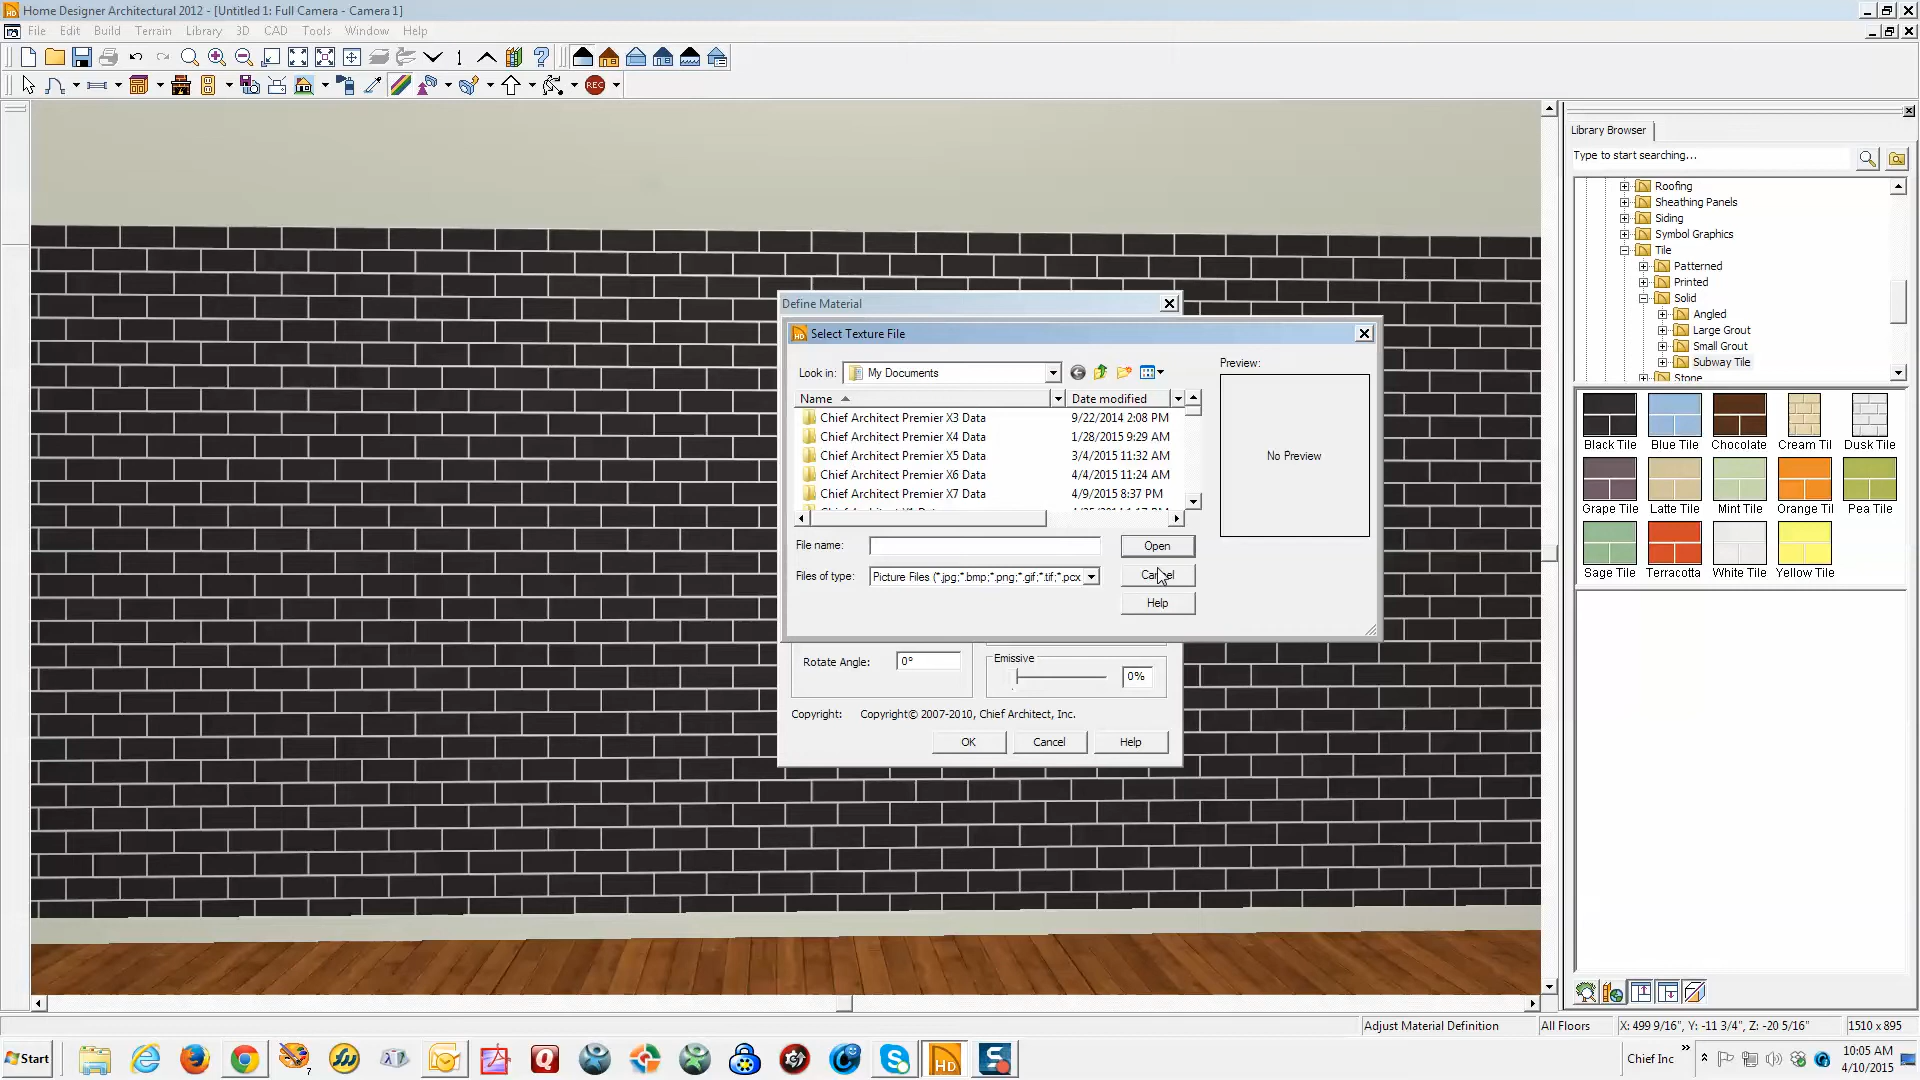 Home Designer Architectural 2012 - [Untitled 1: Full Camera - Camera 1]
File Edit Build Terrain Library 3D CAD Tools Window Help
REC
Library Browser
Type to start searching...
Roofing
Sheathing Panels
Siding
Symbol Graphics
Tile
Patterned
Printed
Solid
Angled
Large Grout
Small Grout
Subway Tile
Stone
Black Tile Blue Tile Chocolate Cream Til Dusk Tile
Grape Tile Latte Tile Mint Tile Orange Til Pea Tile
Sage Tile Terracotta White Tile Yellow Tile
Define Material
Select Texture File
Look in: My Documents
Preview:
Name Date modified
Chief Architect Premier X3 Data 9/22/2014 2:08 PM
Chief Architect Premier X4 Data 1/28/2015 9:29 AM
Chief Architect Premier X5 Data 3/4/2015 11:32 AM
Chief Architect Premier X6 Data 4/4/2015 11:24 AM
Chief Architect Premier X7 Data 4/9/2015 8:37 PM
No Preview
File name: Open
Files of type: Picture Files (*.jpg;*.bmp;*.png;*.gif;*.tif;*.pcx Cancel
Help
Rotate Angle: 0°
Emissive
0%
Copyright: Copyright© 2007-2010, Chief Architect, Inc.
OK Cancel Help
Adjust Material Definition All Floors X: 499 9/16", Y: -11 3/4", Z: -20 5/16" 1510 x 895
Start
Chief Inc
10:05 AM
4/10/2015